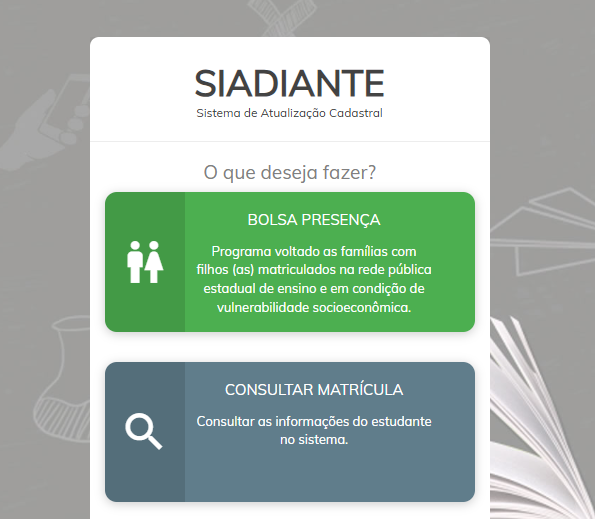 SIADIANTE
Sistema de Atualização Cadastral
O que deseja fazer?
BOLSA PRESENÇA
Programa voltado as famílias com
filhos (as) matriculados na rede pública
estadual de ensino e em condição de
vulnerabilidade socioeconômica.
CONSULTAR MATRÍCULA
Consultar as informações do estudante
no sistema.